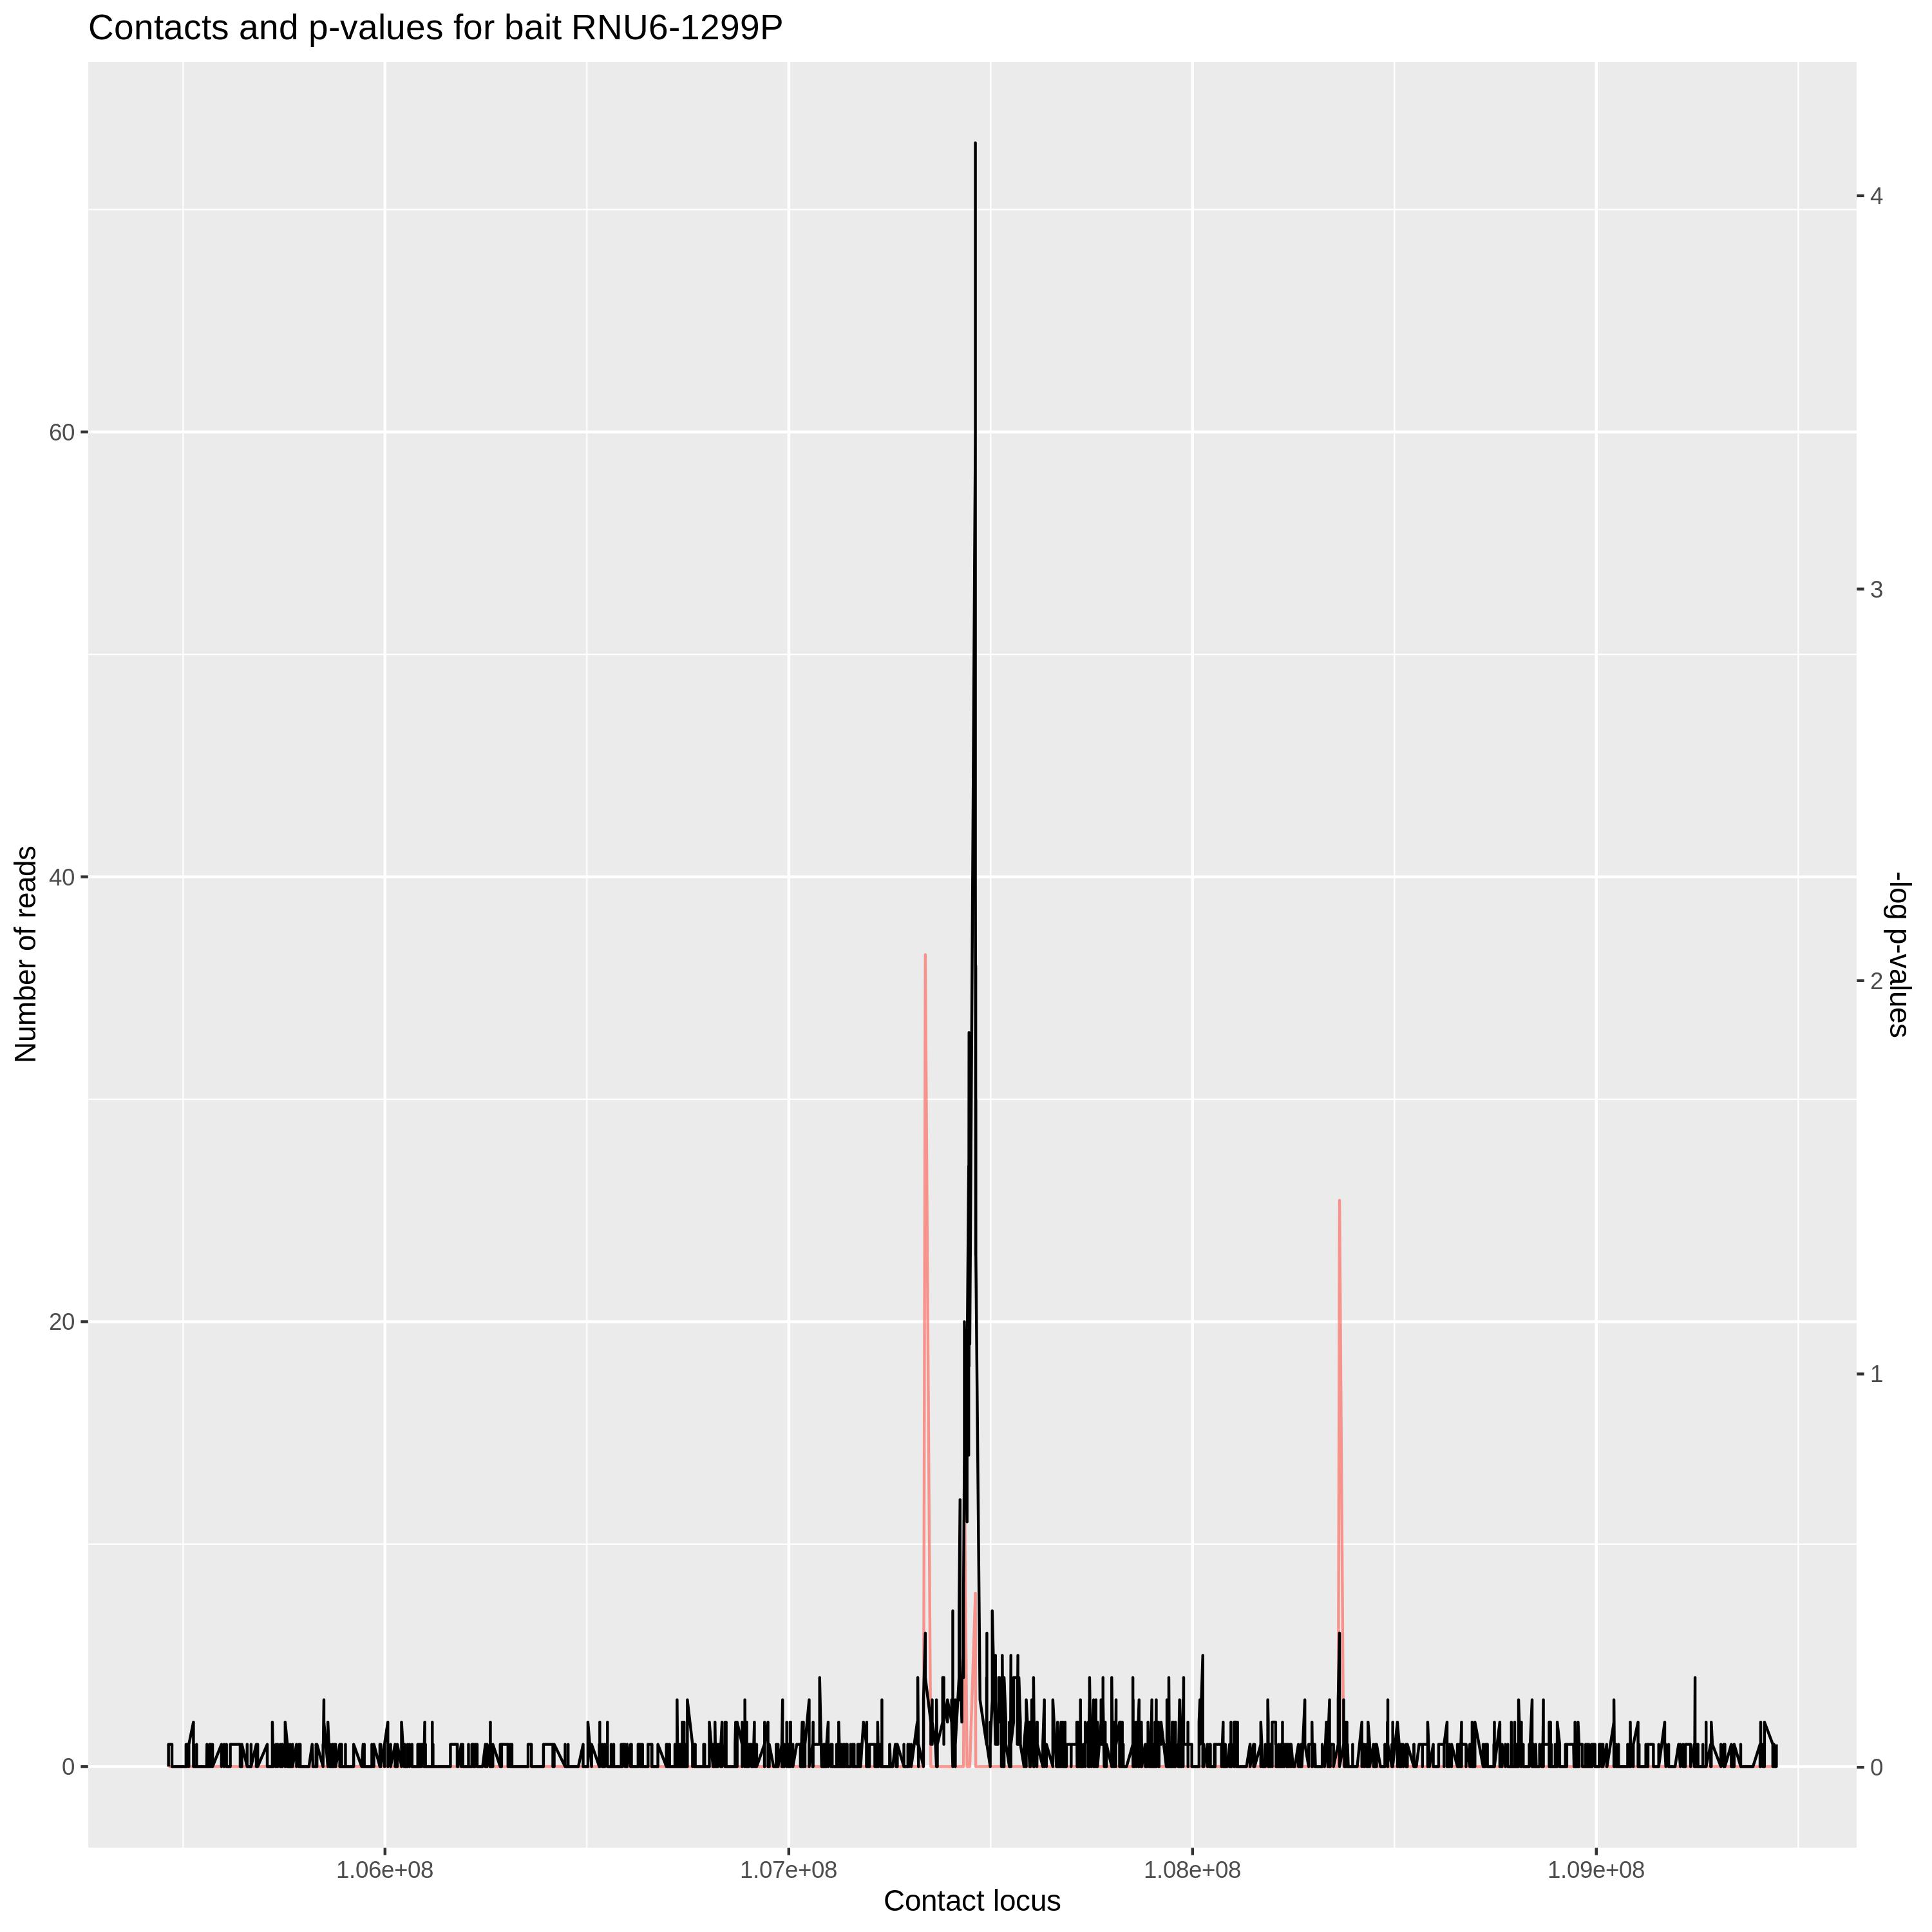 Contacts and p-values for bait RNU6-1299P
60
40
20
0
Number of reads
4
3
2
1
0
-log p-values
1.06e+08 1.07e+08 1.08e+08 1.09e+08
Contact locus